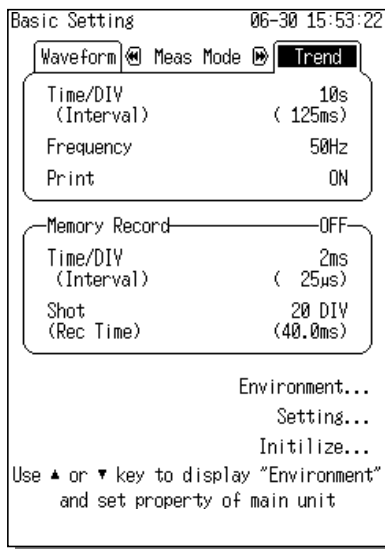 Basic Setting 06-30 15:53:22
Waveform ◀ Meas Mode ▶ Trend
Time/DIV 10s
(Interval) ( 125ms)
Frequency 50Hz
Print ON
Memory Record OFF
Time/DIV 2ms
(Interval) ( 25µs)
Shot 20 DIV
(Rec Time) (40.0ms)
Environment...
Setting...
Initilize...
Use ▲ or ▼ key to display "Environment"
and set property of main unit